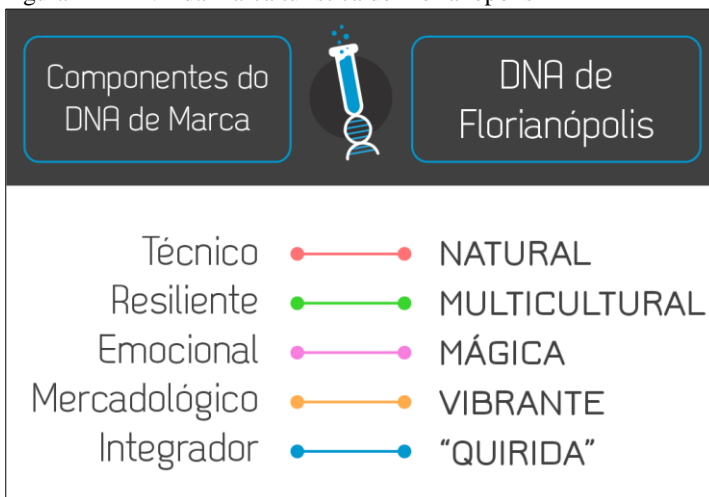 Componentes do
DNA de Marca
DNA de
Florianópolis
Técnico NATURAL
Resiliente MULTICULTURAL
Emocional MÁGICA
Mercadológico VIBRANTE
Integrador “QUIRIDA”